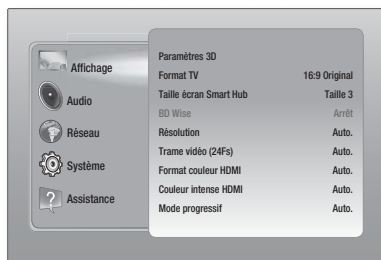 Affichage
Audio
Réseau
Système
Assistance
Paramètres 3D
Format TV 16:9 Original
Taille écran Smart Hub Taille 3
BD Wise Arrêt
Résolution Auto.
Trame vidéo (24Fs) Auto.
Format couleur HDMI Auto.
Couleur intense HDMI Auto.
Mode progressif Auto.